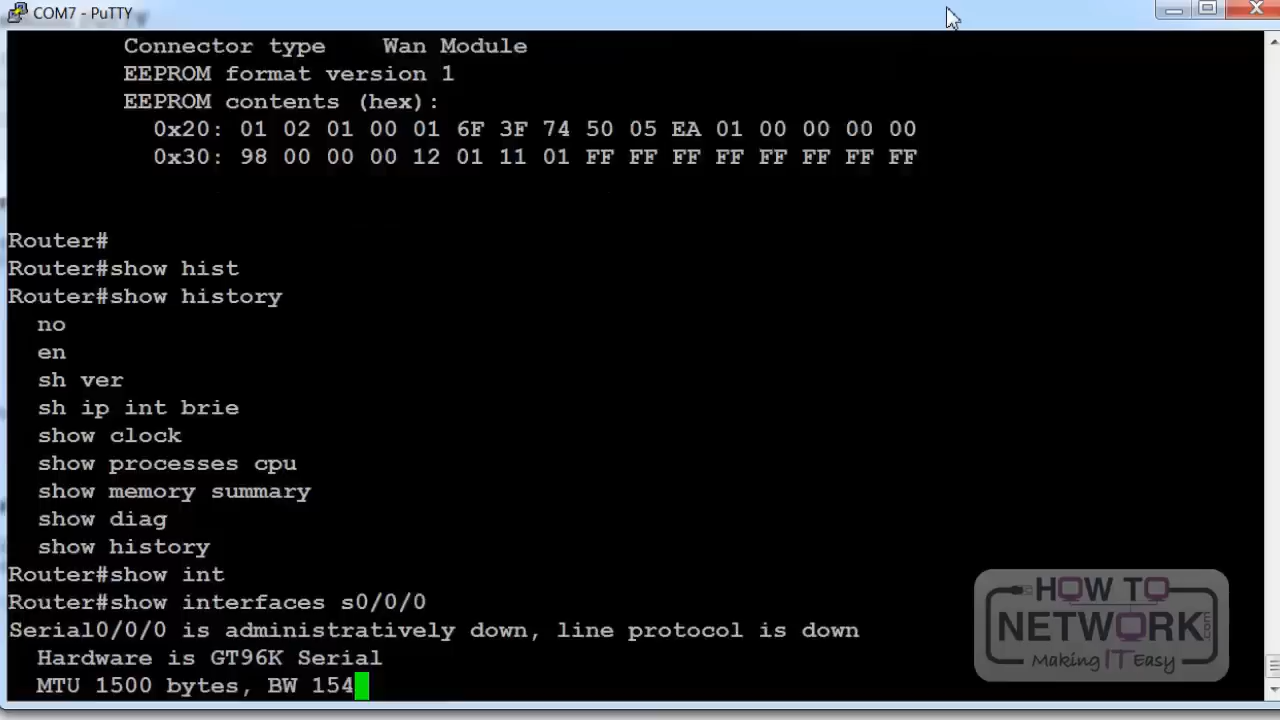 COM7 - PuTTY
Connector type    Wan Module
EEPROM format version 1
EEPROM contents (hex):
0x20: 01 02 01 00 01 6F 3F 74 50 05 EA 01 00 00 00 00
0x30: 98 00 00 00 12 01 11 01 FF FF FF FF FF FF FF FF
Router#
Router#show hist
Router#show history
no
en
sh ver
sh ip int brie
show clock
show processes cpu
show memory summary
show diag
show history
Router#show int
Router#show interfaces s0/0/0
Serial0/0/0 is administratively down, line protocol is down
Hardware is GT96K Serial
MTU 1500 bytes, BW 154
HOW TO
NETWORK.com
Making IT Easy